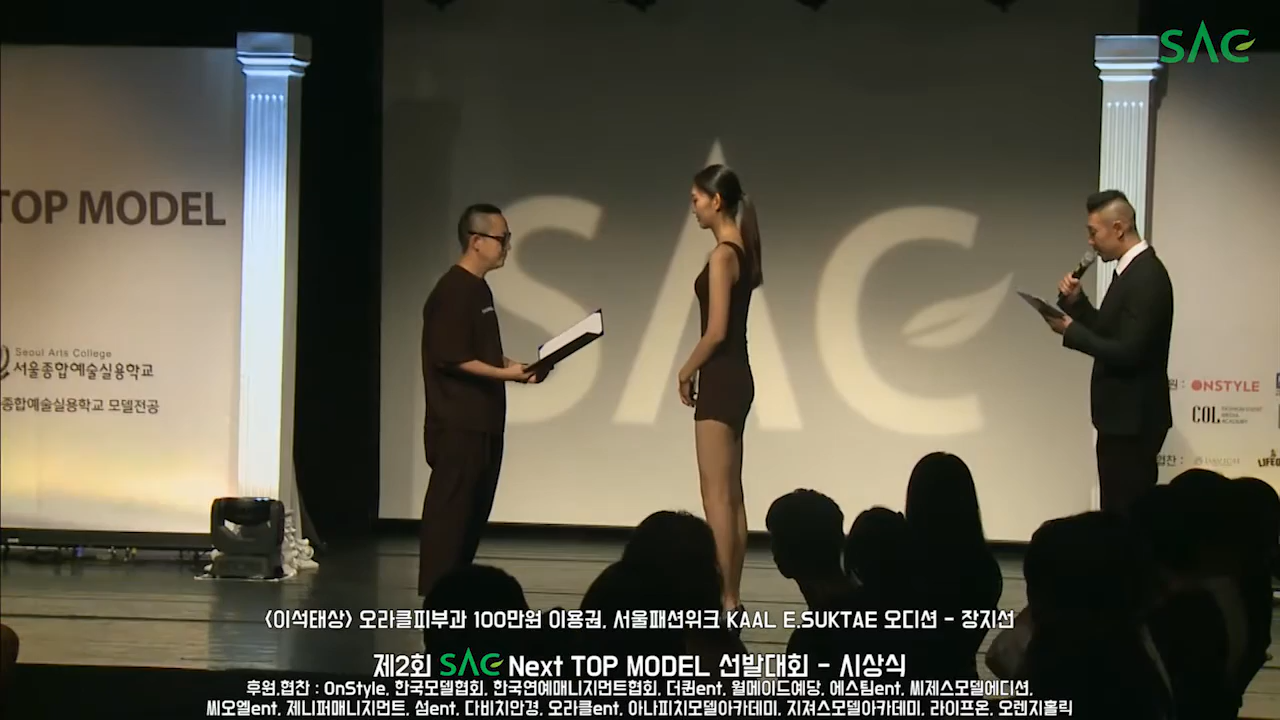 SAC
TOP MODEL
SAC
Seoul Arts College
서울종합예술실용학교
종합예술실용학교 모델전공
원 : ONSTYLE
COL
협찬 :
<이석태상> 오라클피부과 100만원 이용권, 서울패션위크 KAAL E.SUKTAE 오디션 - 장지선
제2회 SAC Next TOP MODEL 선발대회 - 시상식
후원,협찬 : OnStyle, 한국모델협회, 한국연예매니지먼트협회, 더퀸ent, 월메이드예당, 에스팀ent, 씨제스모델에디션,
씨오엘ent, 제니퍼매니지먼트, 섬ent, 다비치안경, 오라클ent, 아나피치모델아카데미, 지져스모델아카데미, 라이프온, 오렌지홀릭